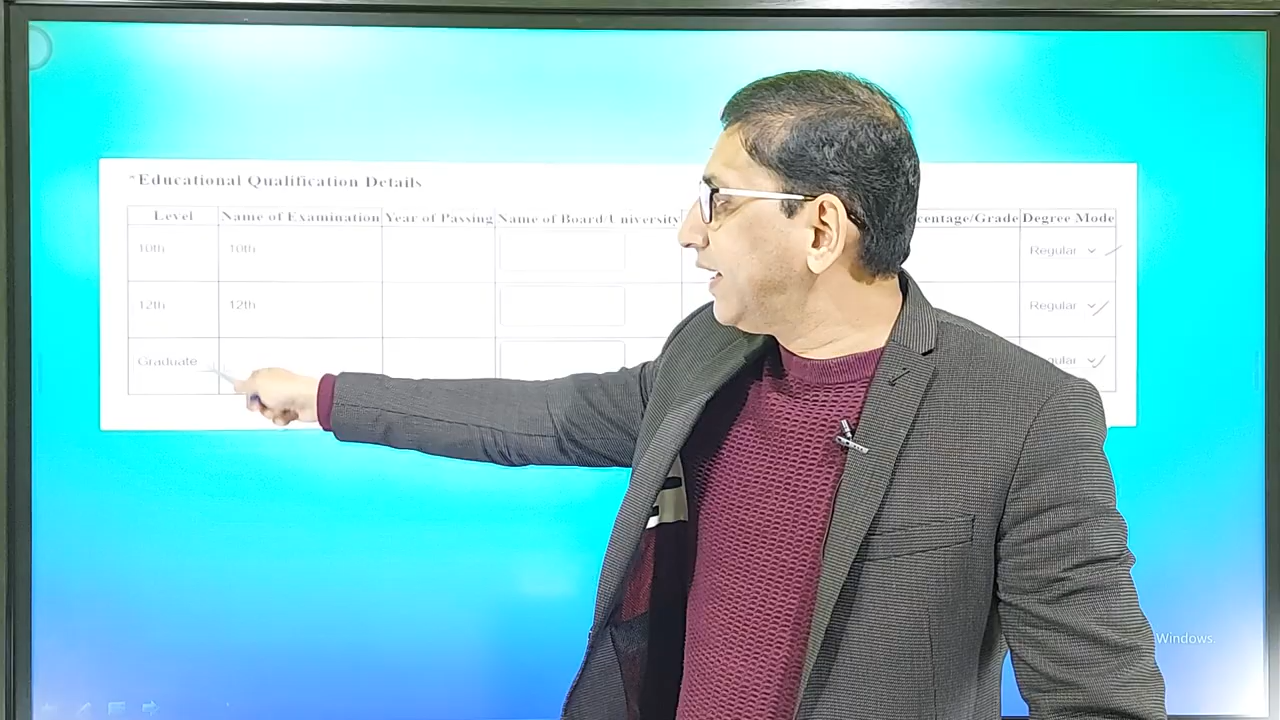 *Educational Qualification Details
Level Name of Examination Year of Passing Name of Board/University centage/Grade Degree Mode
10th 10th Regular
12th 12th Regular
Graduate gular
Windows.